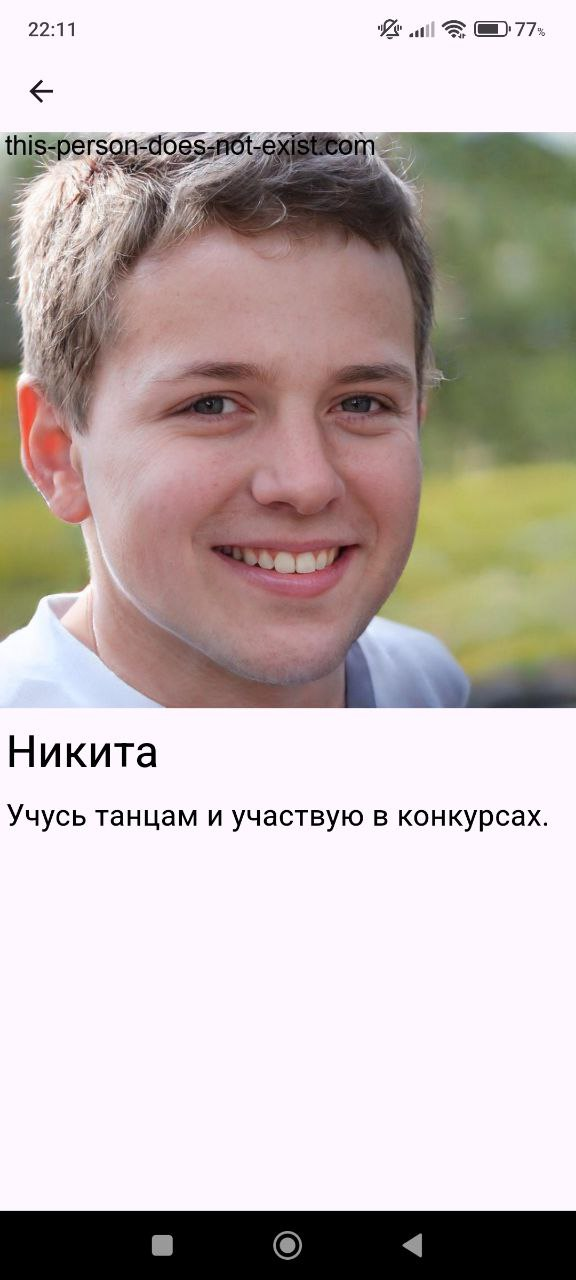 22:11
77%
this-person-does-not-exist.com
Никита
Учусь танцам и участвую в конкурсах.